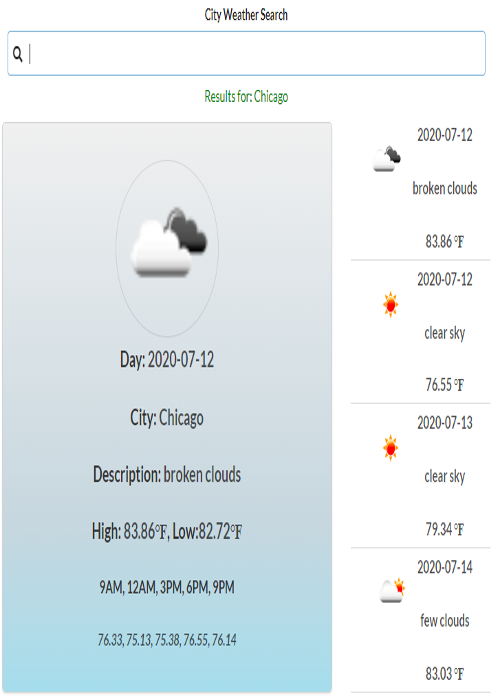 City Weather Search
Results for: Chicago
Day: 2020-07-12
City: Chicago
Description: broken clouds
High: 83.86°F, Low:82.72°F
9AM, 12AM, 3PM, 6PM, 9PM
76.33, 75.13, 75.38, 76.55, 76.14
2020-07-12
broken clouds
83.86 °F
2020-07-12
clear sky
76.55 °F
2020-07-13
clear sky
79.34 °F
2020-07-14
few clouds
83.03 °F